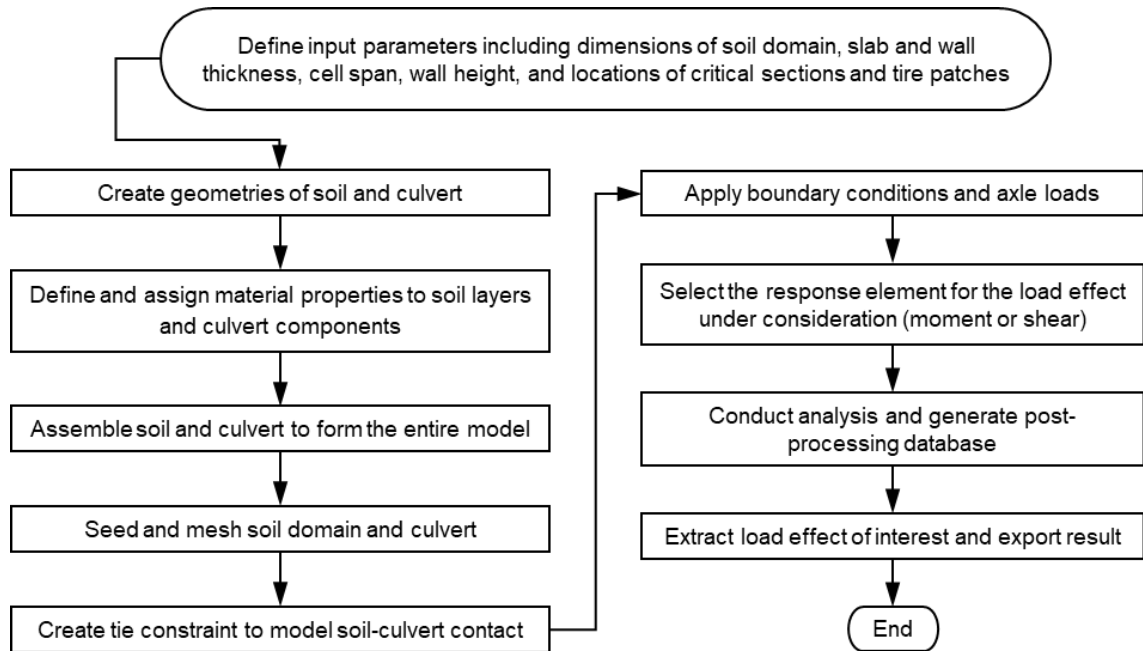 Define input parameters including dimensions of soil domain, slab and wall
thickness, cell span, wall height, and locations of critical sections and tire patches
Create geometries of soil and culvert
Define and assign material properties to soil layers
and culvert components
Assemble soil and culvert to form the entire model
Seed and mesh soil domain and culvert
Create tie constraint to model soil-culvert contact
Apply boundary conditions and axle loads
Select the response element for the load effect
under consideration (moment or shear)
Conduct analysis and generate post-
processing database
Extract load effect of interest and export result
End